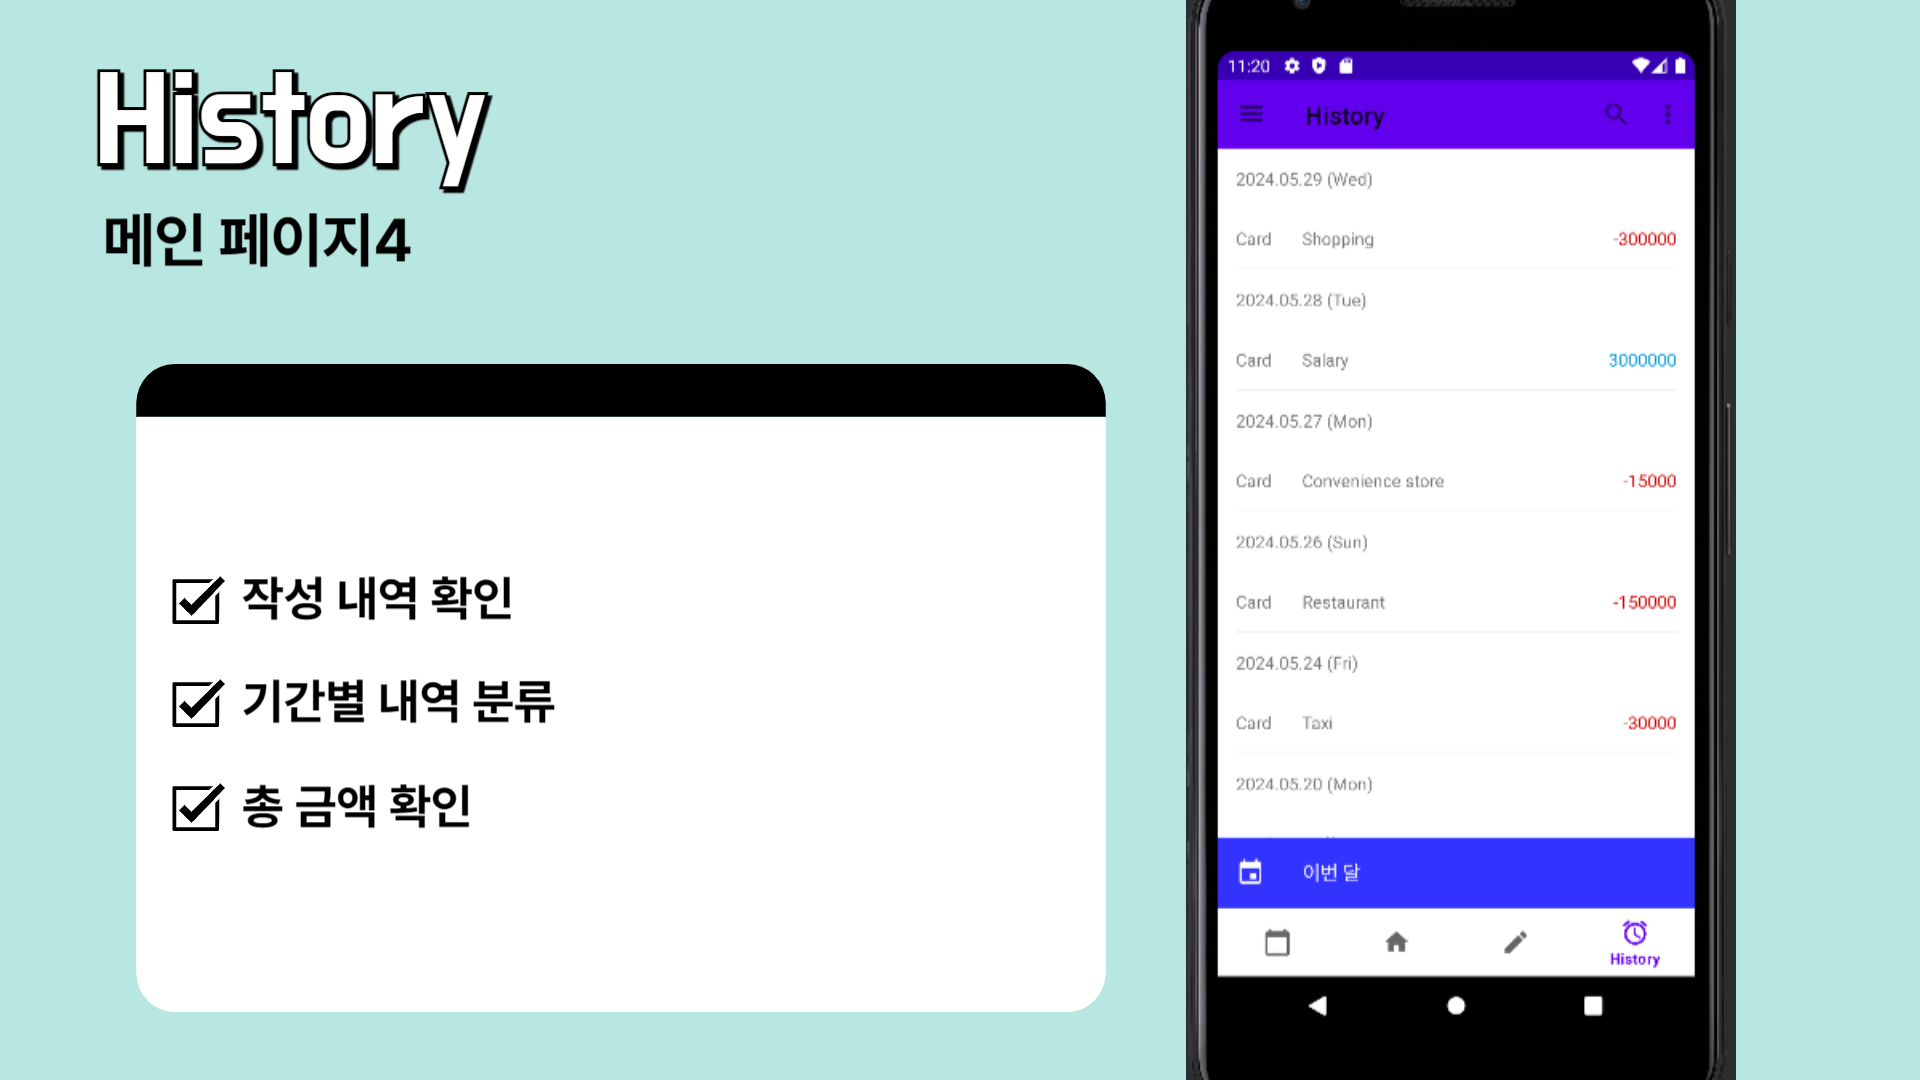 History
메인 페이지4
작성 내역 확인
기간별 내역 분류
총 금액 확인
11:20
History
2024.05.29 (Wed)
Card Shopping -300000
2024.05.28 (Tue)
Card Salary 3000000
2024.05.27 (Mon)
Card Convenience store -15000
2024.05.26 (Sun)
Card Restaurant -150000
2024.05.24 (Fri)
Card Taxi -30000
2024.05.20 (Mon)
이번 달
History